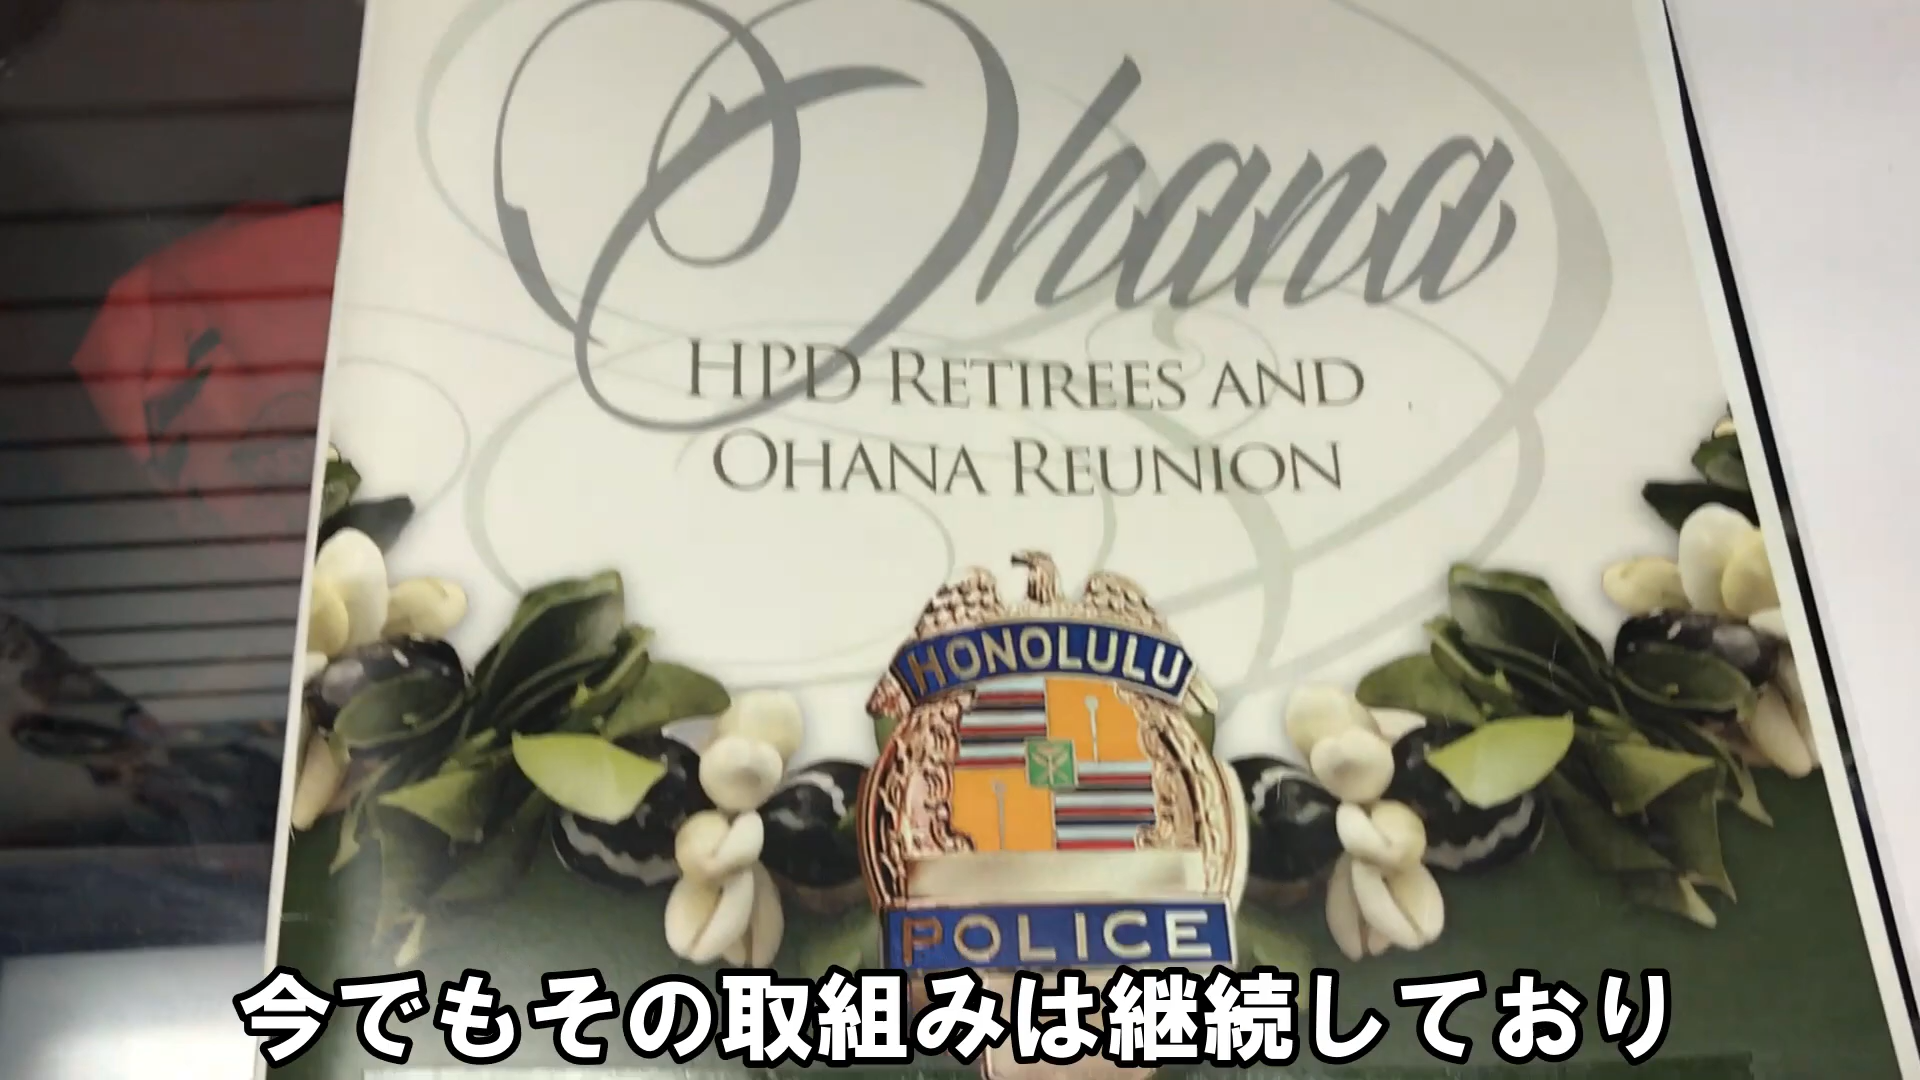 Ohana
HPD RETIREES AND
OHANA REUNION
HONOLULU
POLICE
今でもその取組みは継続しており